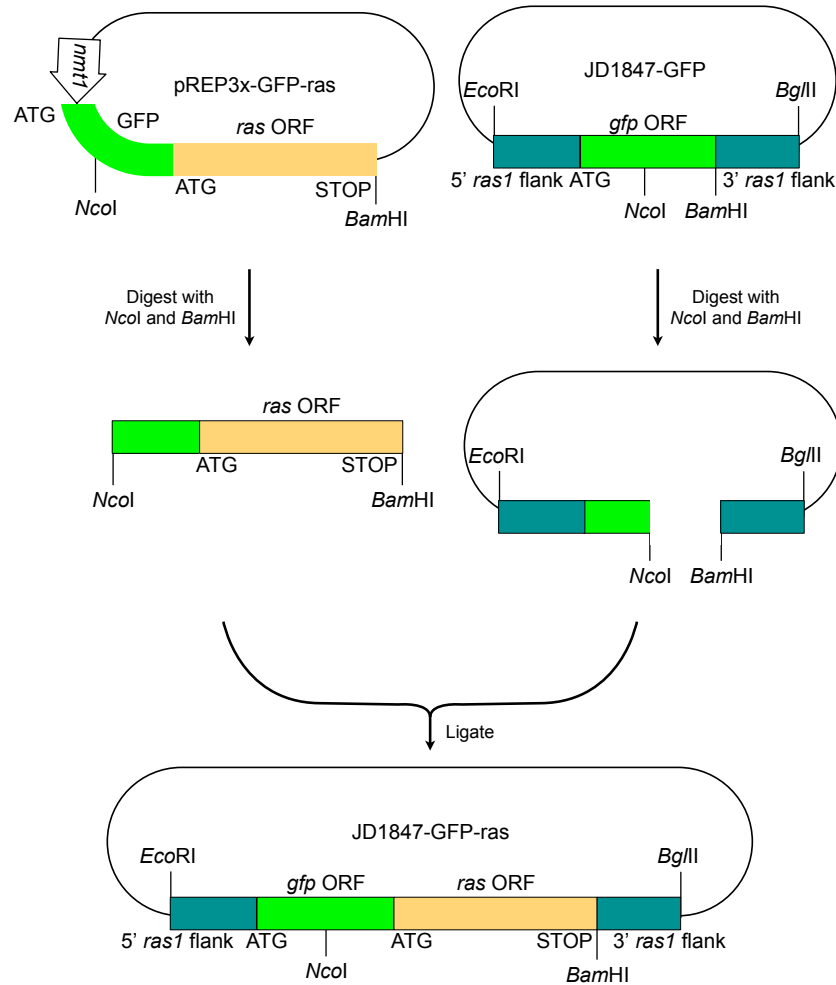 nmt1
pREP3x-GFP-ras
ATG
GFP
ras ORF
NcoI
ATG
STOP
BamHI
JD1847-GFP
EcoRI
BglII
gfp ORF
5' ras1 flank
ATG
3' ras1 flank
NcoI
BamHI
Digest with
NcoI and BamHI
Digest with
NcoI and BamHI
ras ORF
ATG
STOP
NcoI
BamHI
EcoRI
BglII
NcoI
BamHI
Ligate
JD1847-GFP-ras
EcoRI
BglII
gfp ORF
ras ORF
5' ras1 flank
ATG
ATG
STOP
3' ras1 flank
NcoI
BamHI